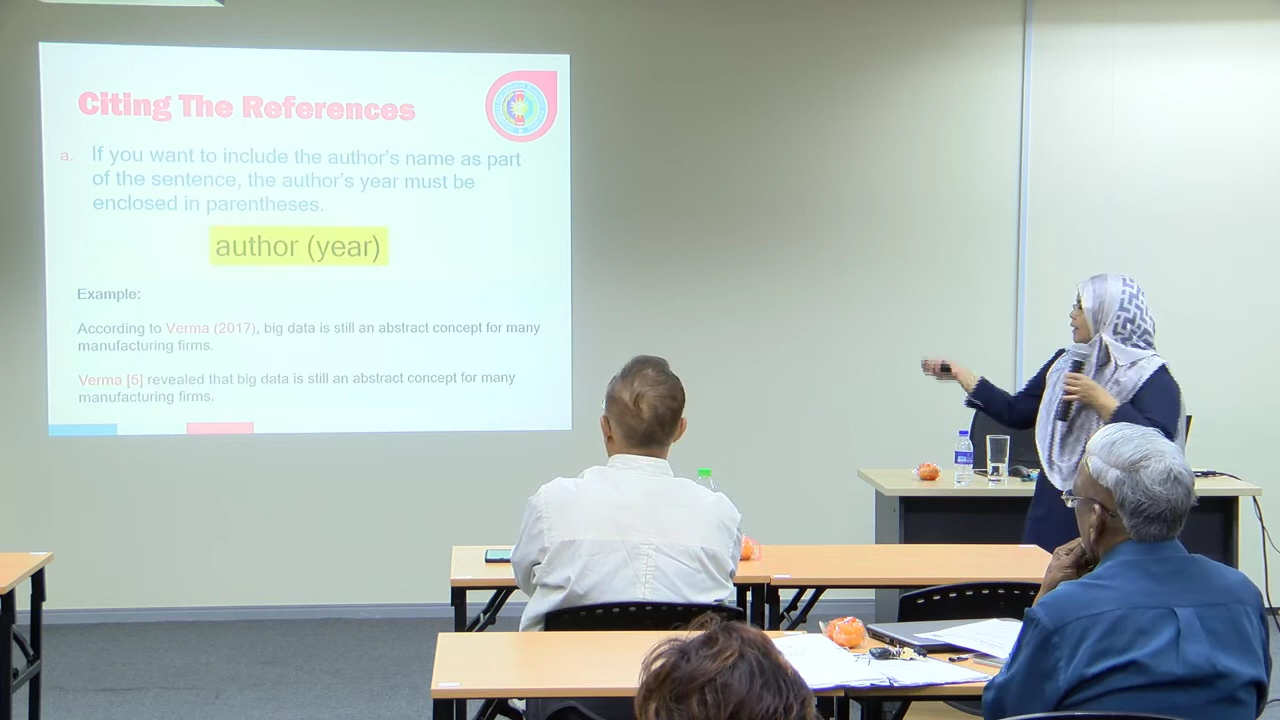 Citing The References
a. If you want to include the author's name as part
of the sentence, the author's year must be
enclosed in parentheses.
author (year)
Example:
According to Verma (2017), big data is still an abstract concept for many
manufacturing firms.
Verma [5] revealed that big data is still an abstract concept for many
manufacturing firms.